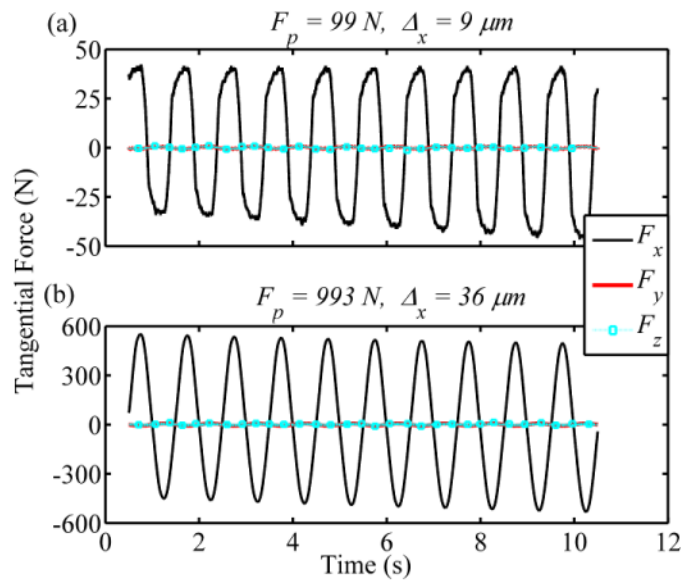 (a) F_p = 99 N, Δ_x = 9 μm
50
25
0
-25
-50
Tangential Force (N)
F_x
F_y
F_z
(b) F_p = 993 N, Δ_x = 36 μm
600
300
0
-300
-600
0 2 4 6 8 10 12
Time (s)